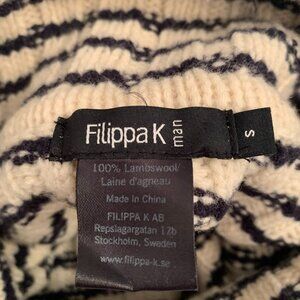 Filippa K man
S
100% Lambswool/
Laine d'agneau
Made in China
FILIPPA K AB
Repslagargatan 17b
Stockholm, Sweden
www.filippa-k.se